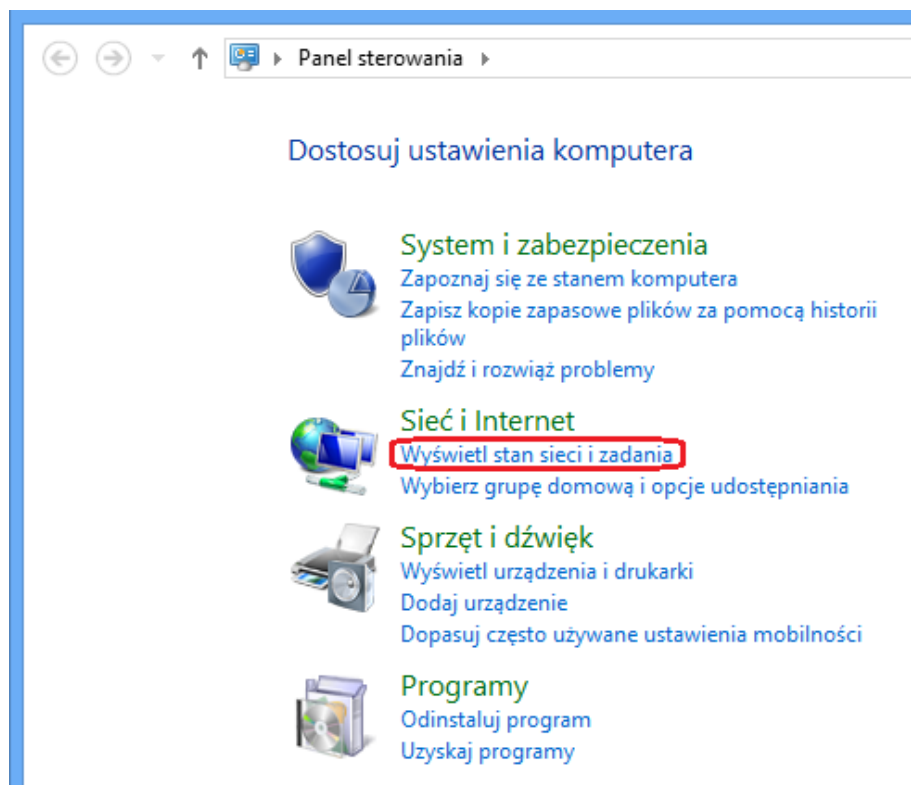 Panel sterowania
Dostosuj ustawienia komputera
System i zabezpieczenia
Zapoznaj się ze stanem komputera
Zapisz kopie zapasowe plików za pomocą historii
plików
Znajdź i rozwiąż problemy
Sieć i Internet
Wyświetl stan sieci i zadania
Wybierz grupę domową i opcje udostępniania
Sprzęt i dźwięk
Wyświetl urządzenia i drukarki
Dodaj urządzenie
Dopasuj często używane ustawienia mobilności
Programy
Odinstaluj program
Uzyskaj programy